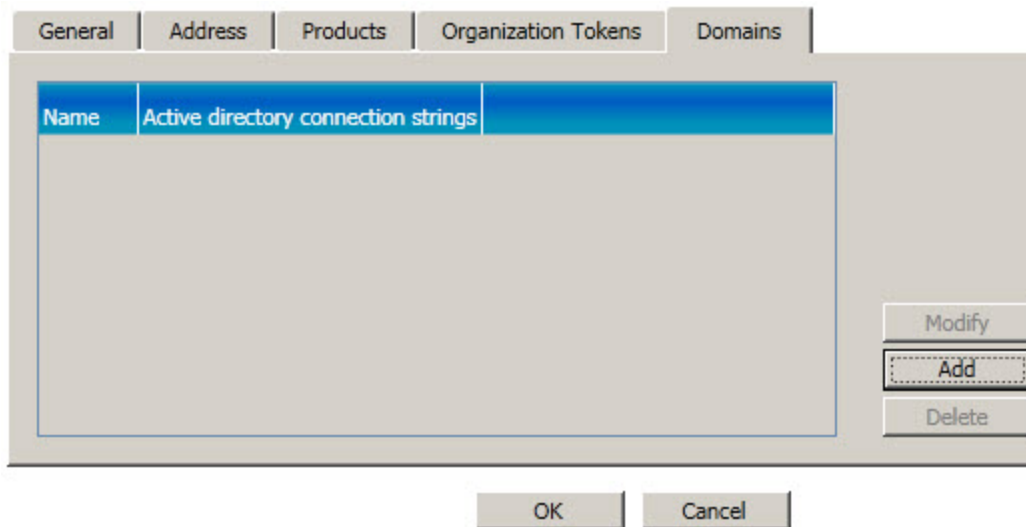 General Address Products Organization Tokens Domains
Name Active directory connection strings
Modify
Add
Delete
OK Cancel